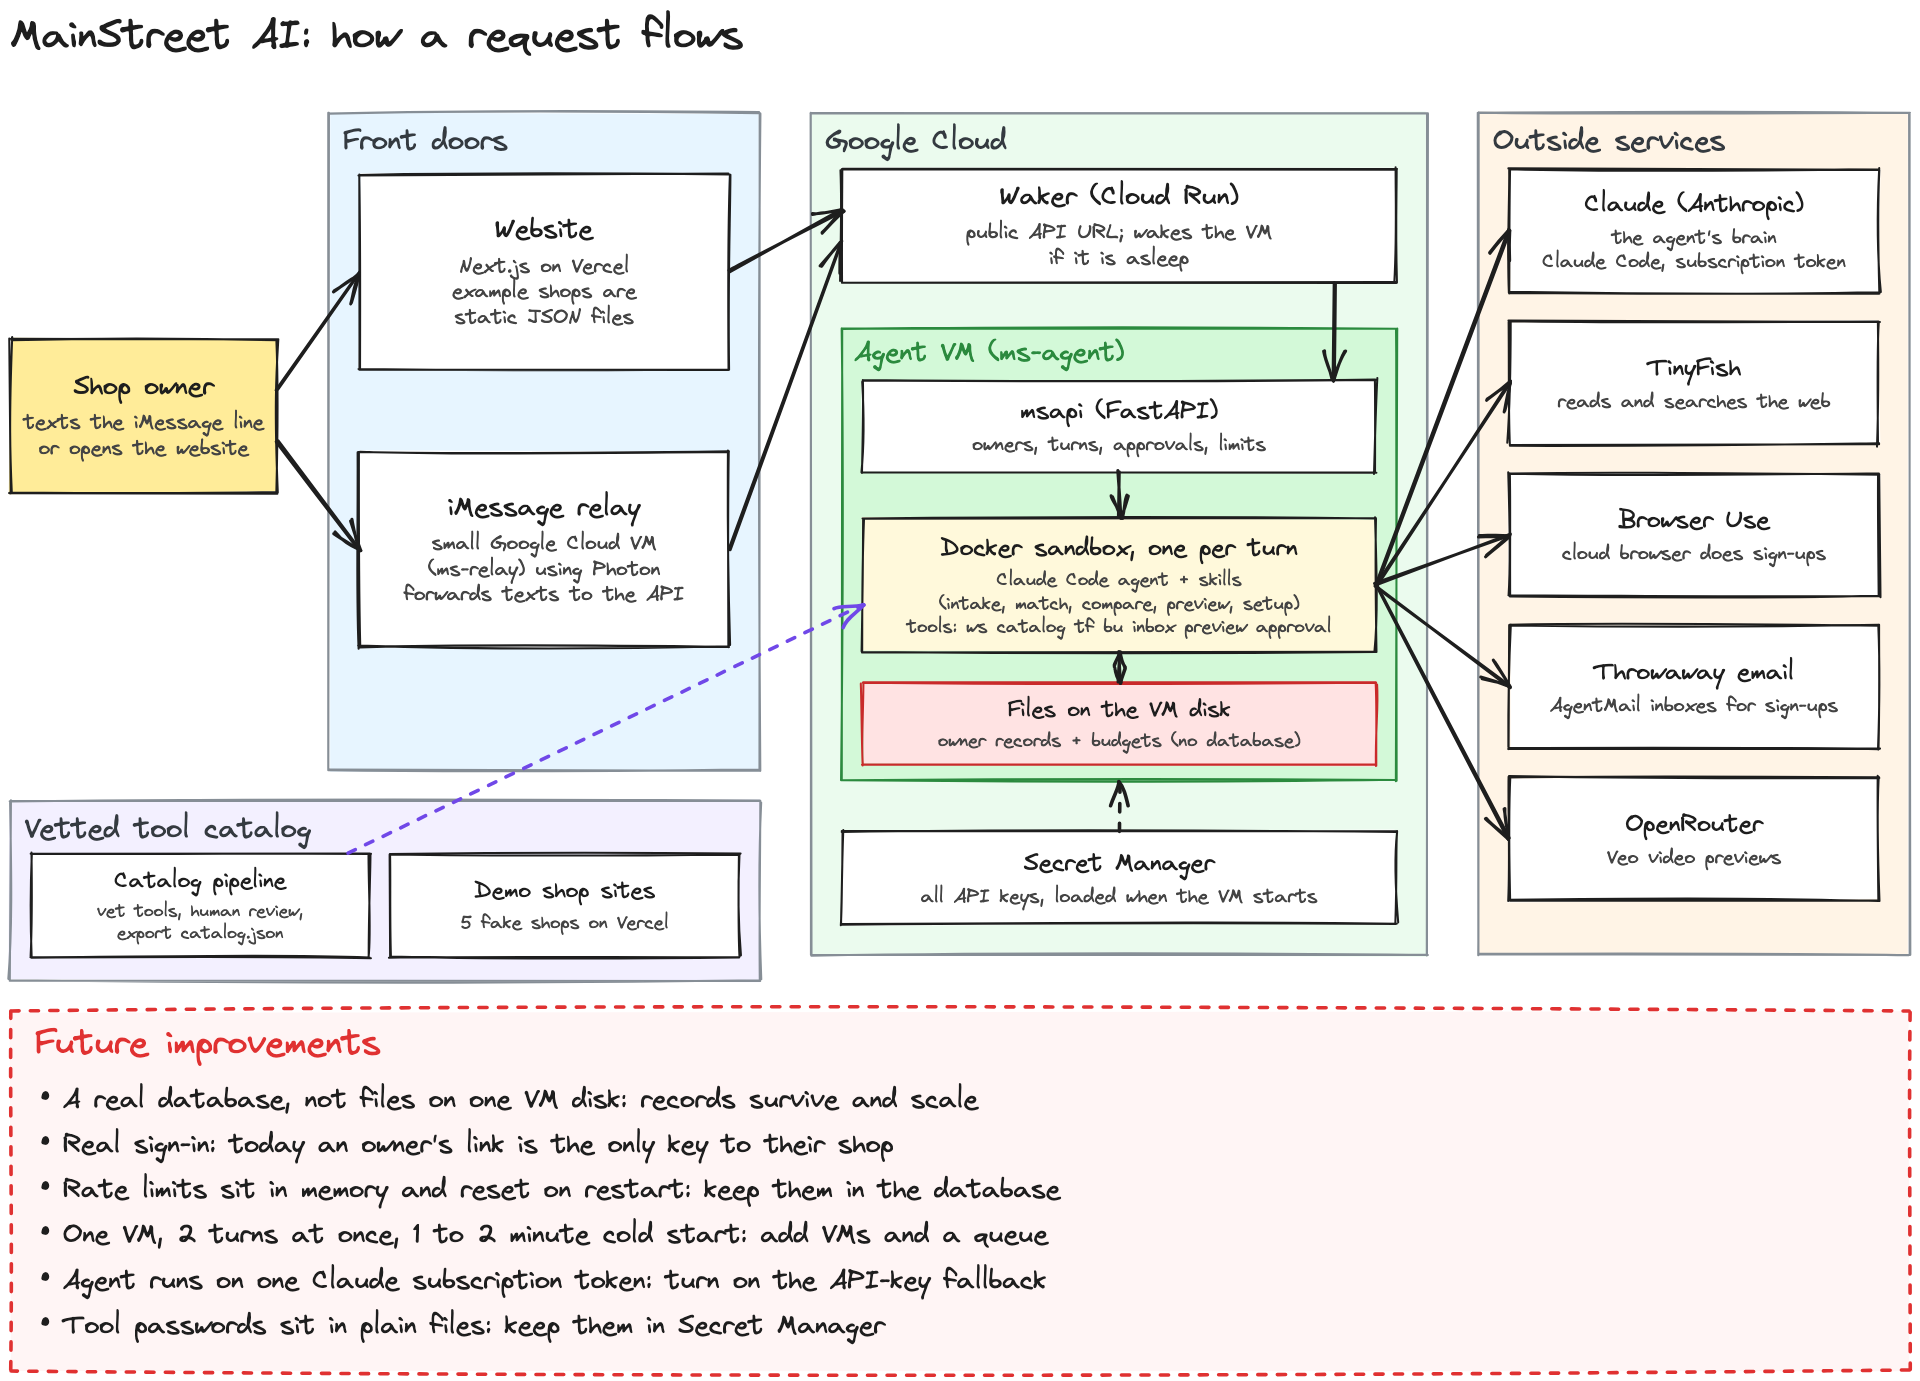 MainStreet AI: how a request flows
Shop owner
texts the iMessage line
or opens the website
Front doors
Website
Next.js on Vercel
example shops are
static JSON files
iMessage relay
small Google Cloud VM
(ms-relay) using Photon
forwards texts to the API
Google Cloud
Waker (Cloud Run)
public API URL; wakes the VM
if it is asleep
Agent VM (ms-agent)
msapi (FastAPI)
owners, turns, approvals, limits
Docker sandbox, one per turn
Claude Code agent + skills
(intake, match, compare, preview, setup)
tools: ws catalog tf bu inbox preview approval
Files on the VM disk
owner records + budgets (no database)
Secret Manager
all API keys, loaded when the VM starts
Outside services
Claude (Anthropic)
the agent's brain
Claude Code, subscription token
TinyFish
reads and searches the web
Browser Use
cloud browser does sign-ups
Throwaway email
AgentMail inboxes for sign-ups
OpenRouter
Veo video previews
Vetted tool catalog
Catalog pipeline
vet tools, human review,
export catalog.json
Demo shop sites
5 fake shops on Vercel
Future improvements
• A real database, not files on one VM disk: records survive and scale
• Real sign-in: today an owner's link is the only key to their shop
• Rate limits sit in memory and reset on restart: keep them in the database
• One VM, 2 turns at once, 1 to 2 minute cold start: add VMs and a queue
• Agent runs on one Claude subscription token: turn on the API-key fallback
• Tool passwords sit in plain files: keep them in Secret Manager